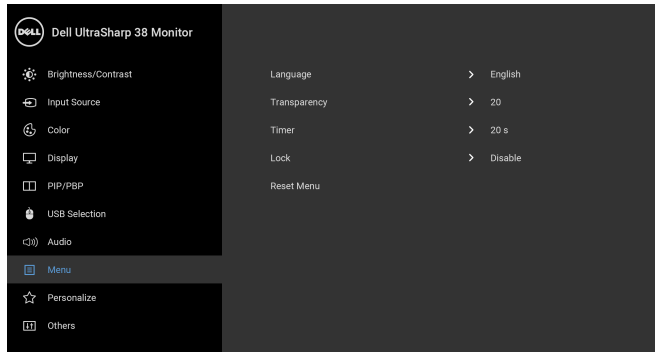 DELL Dell UltraSharp 38 Monitor
Brightness/Contrast
Input Source
Color
Display
PIP/PBP
USB Selection
Audio
Menu
Personalize
Others
Language > English
Transparency > 20
Timer > 20 s
Lock > Disable
Reset Menu